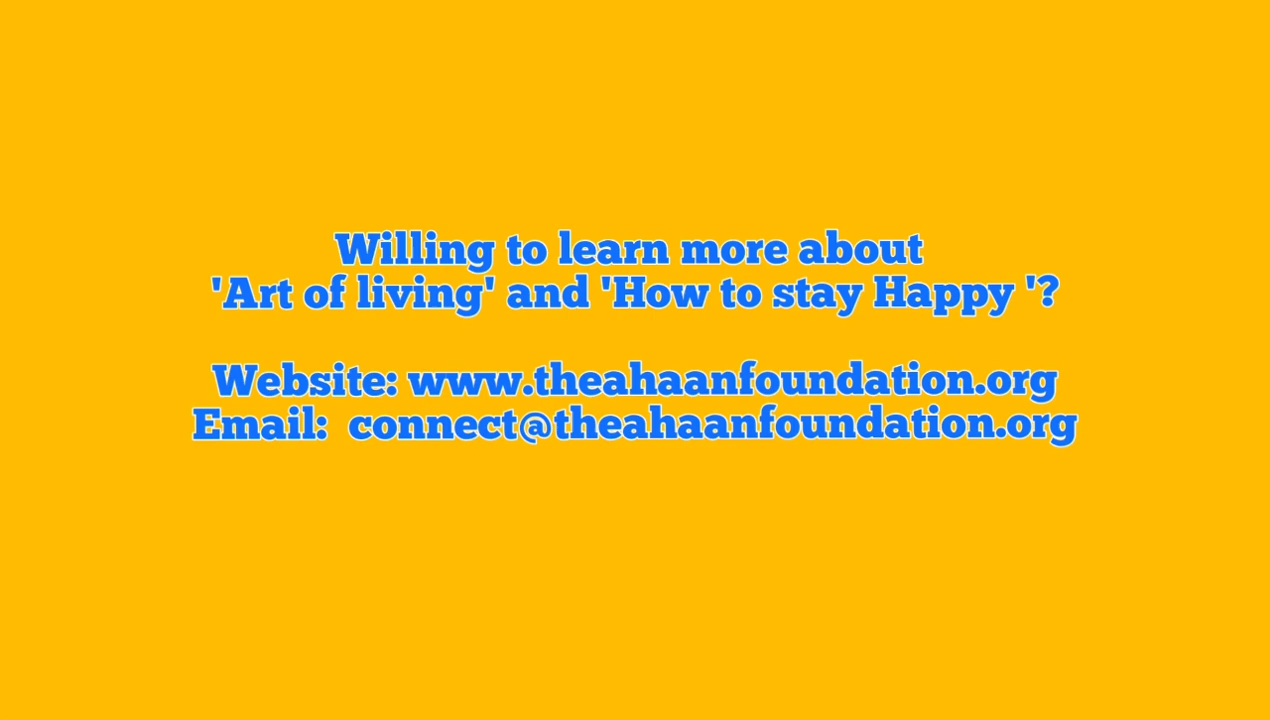 Willing to learn more about
'Art of living' and 'How to stay Happy '?
Website: www.theahaanfoundation.org
Email:  connect@theahaanfoundation.org